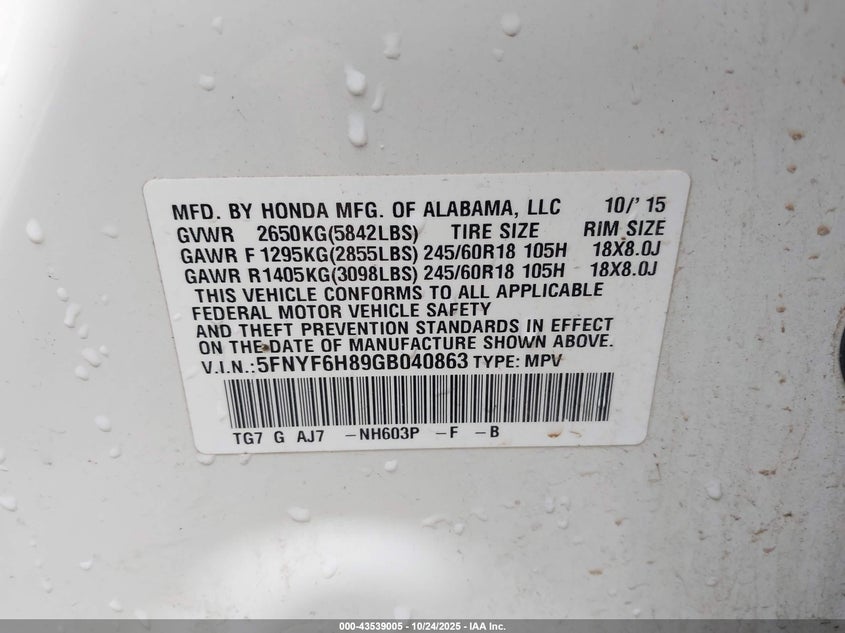 MFD. BY HONDA MFG. OF ALABAMA, LLC 10/'15
GVWR 2650KG(5842LBS) TIRE SIZE RIM SIZE
GAWR F 1295KG(2855LBS) 245/60R18 105H 18X8.0J
GAWR R1405KG(3098LBS) 245/60R18 105H 18X8.0J
THIS VEHICLE CONFORMS TO ALL APPLICABLE
FEDERAL MOTOR VEHICLE SAFETY
AND THEFT PREVENTION STANDARDS IN EFFECT
ON THE DATE OF MANUFACTURE SHOWN ABOVE.
V.I.N.:5FNYF6H89GB040863 TYPE: MPV
TG7 G AJ7 -NH603P -F -B
000-43539005 - 10/24/2025 - IAA Inc.